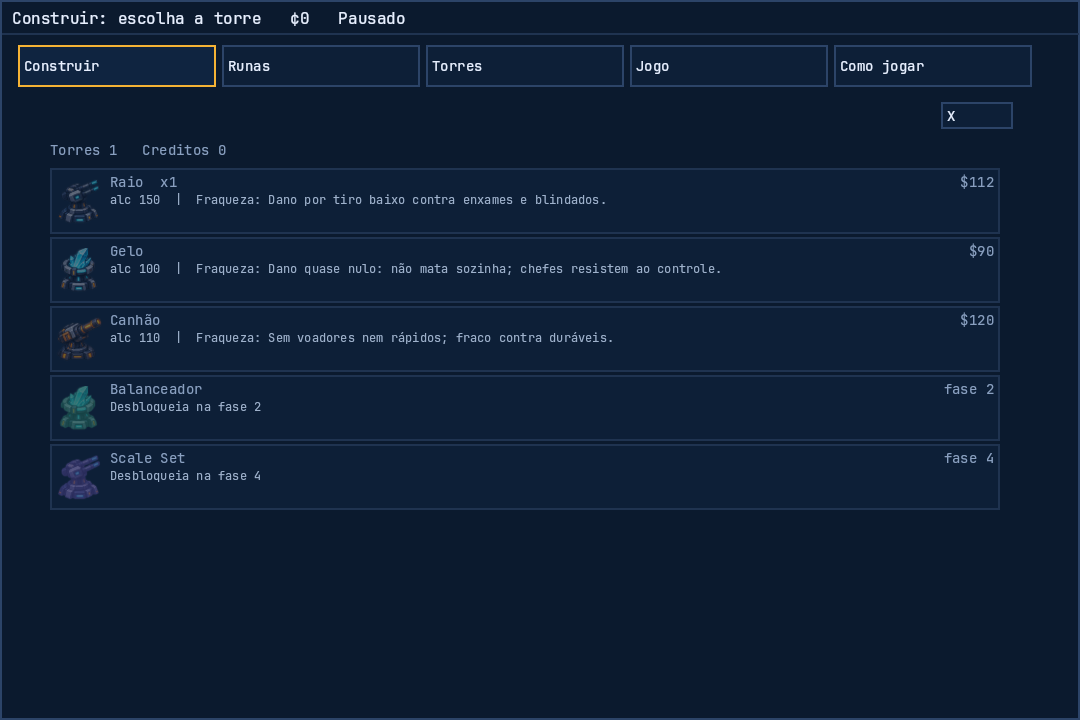 Construir: escolha a torre   $0   Pausado
Construir   Runas   Torres   Jogo   Como jogar
X
Torres 1   Creditos 0
Raio  x1   $112
alc 150  |  Fraqueza: Dano por tiro baixo contra enxames e blindados.
Gelo   $90
alc 100  |  Fraqueza: Dano quase nulo: não mata sozinha; chefes resistem ao controle.
Canhão   $120
alc 110  |  Fraqueza: Sem voadores nem rápidos; fraco contra duráveis.
Balanceador   fase 2
Desbloqueia na fase 2
Scale Set   fase 4
Desbloqueia na fase 4